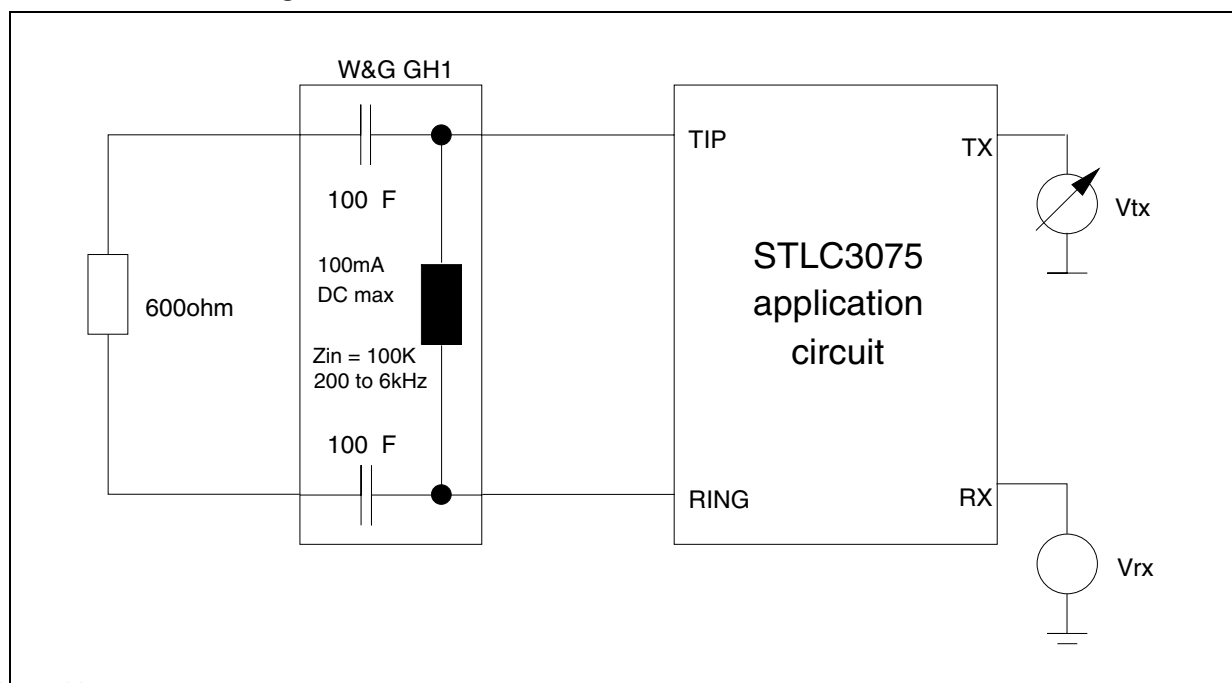 W&G GH1
TIP
TX
100 F
Vtx
100mA
DC max
STLC3075
application
circuit
600ohm
Zin = 100K
200 to 6kHz
100 F
RING
RX
Vrx